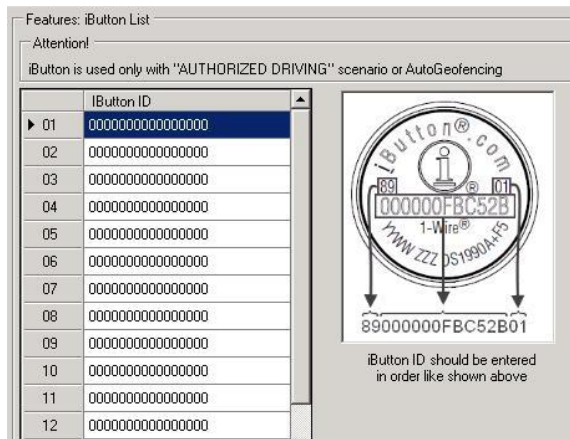 Features: iButton List
Attention!
iButton is used only with "AUTHORIZED DRIVING" scenario or AutoGeofencing
IButton ID
01 0000000000000000
02 0000000000000000
03 0000000000000000
04 0000000000000000
05 0000000000000000
06 0000000000000000
07 0000000000000000
08 0000000000000000
09 0000000000000000
10 0000000000000000
11 0000000000000000
12 0000000000000000
iButton®.com
i
89 ® 01
000000FBC52B
1-Wire®
YYWW ZZZ DS1990A+F5
89000000FBC52B01
iButton ID should be entered
in order like shown above